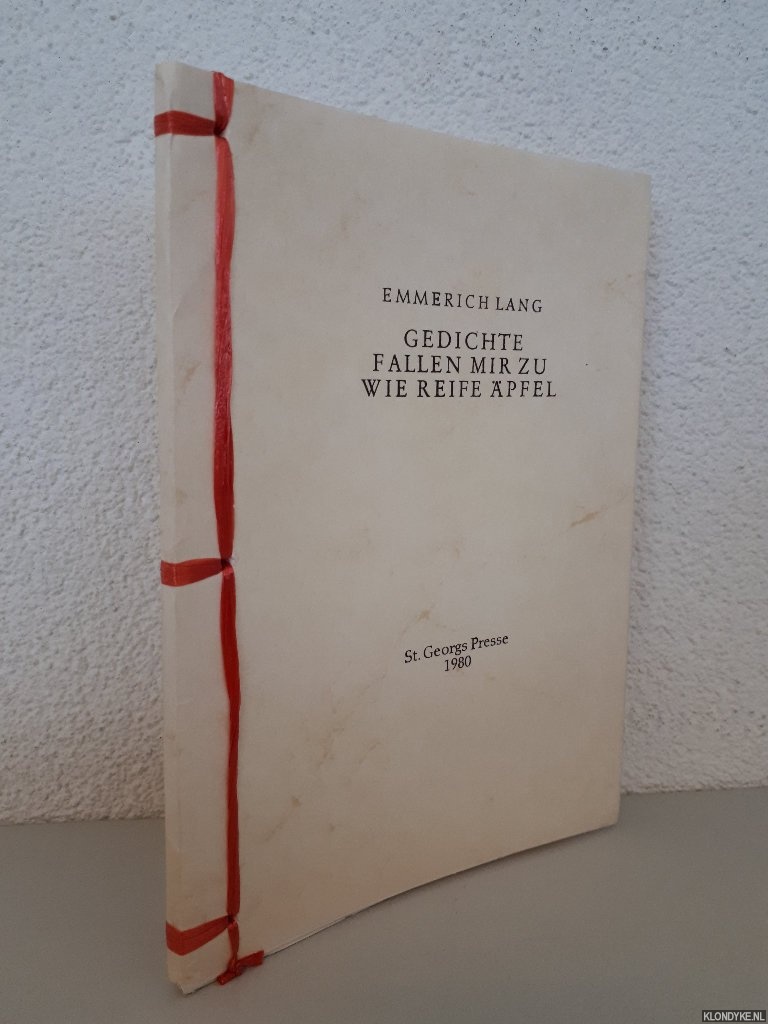 EMMERICH LANG
GEDICHTE
FALLEN MIR ZU
WIE REIFE ÄPFEL
St. Georgs Presse
1980
KLONDYKE.NL